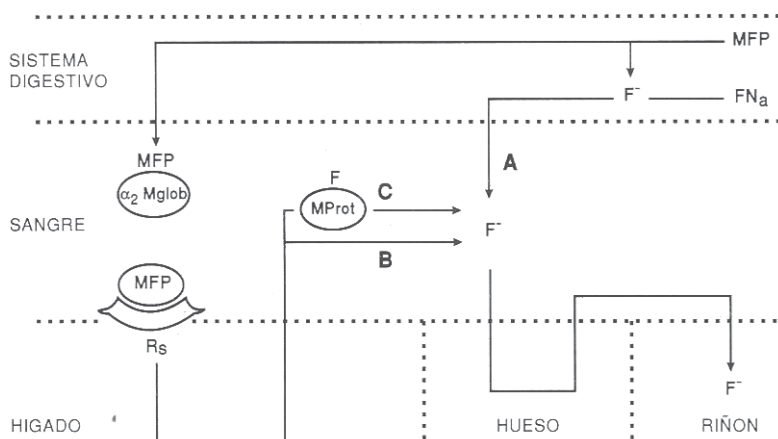 MFP
SISTEMA
DIGESTIVO
F⁻
FNa
MFP
α₂ Mglob
F
MProt
C
A
SANGRE
F⁻
B
MFP
Rs
F⁻
HIGADO
HUESO
RIÑON